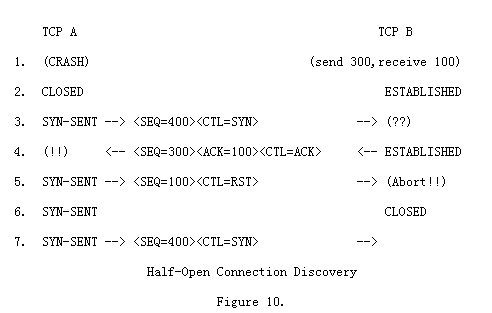 TCP A TCP B
1. (CRASH) (send 300,receive 100)
2. CLOSED ESTABLISHED
3. SYN-SENT --> <SEQ=400><CTL=SYN> --> (??)
4. (!!) <-- <SEQ=300><ACK=100><CTL=ACK> <-- ESTABLISHED
5. SYN-SENT --> <SEQ=100><CTL=RST> --> (Abort!!)
6. SYN-SENT CLOSED
7. SYN-SENT --> <SEQ=400><CTL=SYN> -->
Half-Open Connection Discovery
Figure 10.